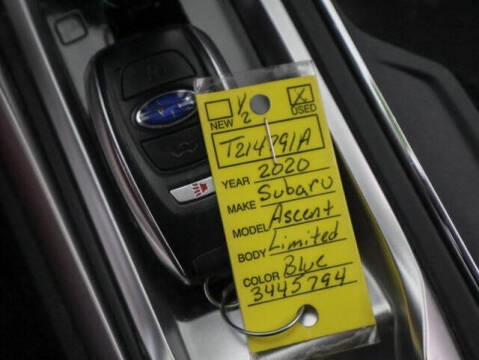 NEW 1/2 USED
T214791A
YEAR 2020
MAKE Subaru
MODEL Ascent
BODY Limited
COLOR Blue
3445794